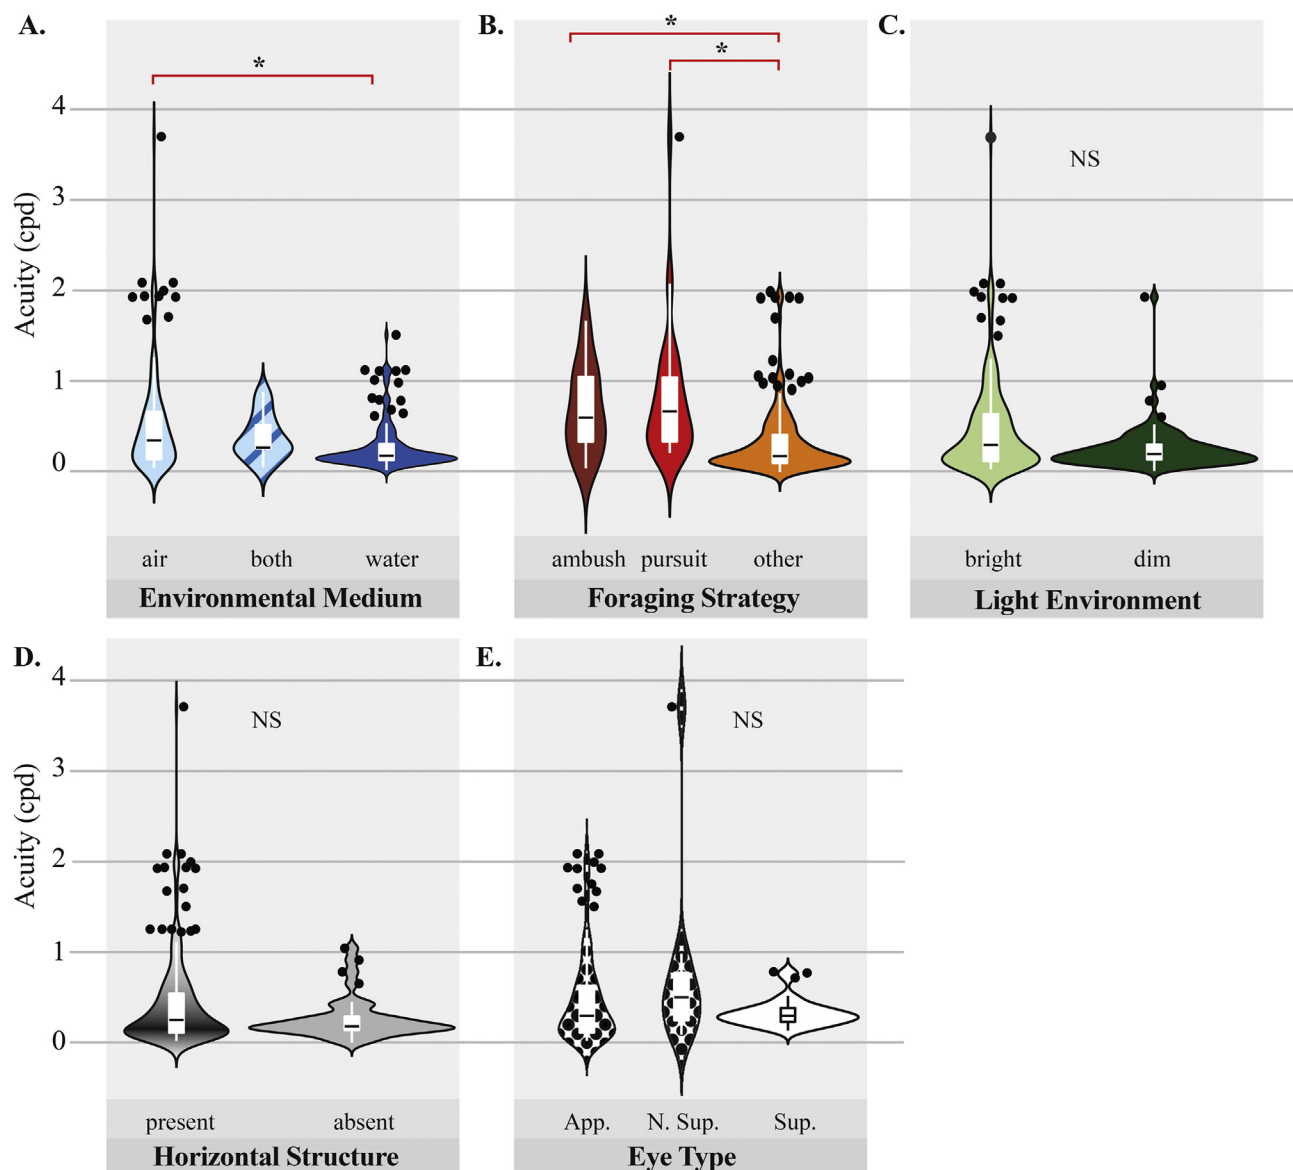 A.
B.
C.
*
*
*
4
3
2
1
0
Acuity (cpd)
NS
air both water
ambush pursuit other
bright dim
Environmental Medium
Foraging Strategy
Light Environment
D.
E.
4
3
2
1
0
Acuity (cpd)
NS
NS
present absent
App. N. Sup. Sup.
Horizontal Structure
Eye Type